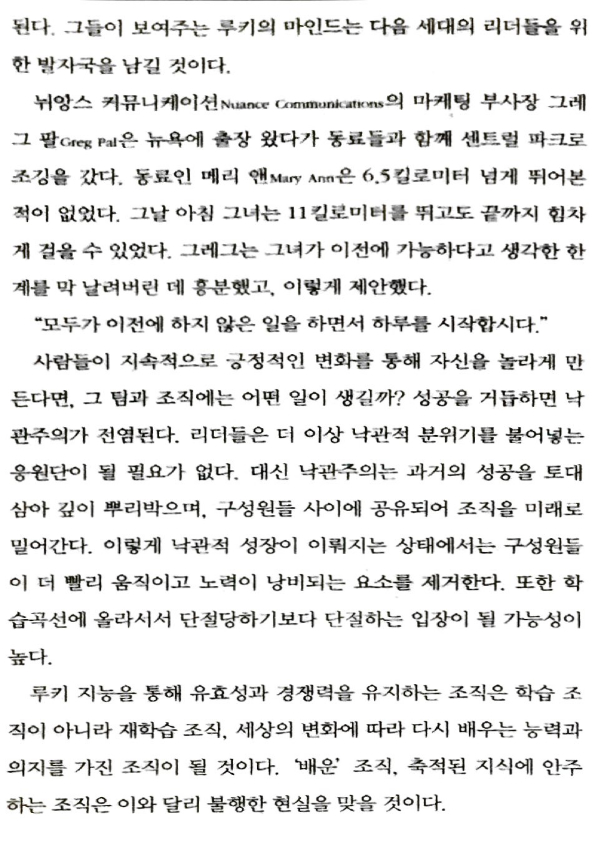 된다. 그들이 보여주는 루키의 마인드는 다음 세대의 리더들을 위
한 발자국을 남길 것이다.
뉘앙스 커뮤니케이션Nuance Communications의 마케팅 부사장 그레
그 팔Greg Pal은 뉴욕에 출장 왔다가 동료들과 함께 센트럴 파크로
조깅을 갔다. 동료인 메리 앤Mary Ann은 6.5킬로미터 넘게 뛰어본
적이 없었다. 그날 아침 그녀는 11킬로미터를 뛰고도 끝까지 힘차
게 걸을 수 있었다. 그레그는 그녀가 이전에 가능하다고 생각한 한
계를 막 날려버린 데 흥분했고, 이렇게 제안했다.
“모두가 이전에 하지 않은 일을 하면서 하루를 시작합시다.”
사람들이 지속적으로 긍정적인 변화를 통해 자신을 놀라게 만
든다면, 그 팀과 조직에는 어떤 일이 생길까? 성공을 거듭하면 낙
관주의가 전염된다. 리더들은 더 이상 낙관적 분위기를 불어넣는
응원단이 될 필요가 없다. 대신 낙관주의는 과거의 성공을 토대
삼아 깊이 뿌리박으며, 구성원들 사이에 공유되어 조직을 미래로
밀어간다. 이렇게 낙관적 성장이 이뤄지는 상태에서는 구성원들
이 더 빨리 움직이고 노력이 낭비되는 요소를 제거한다. 또한 학
습곡선에 올라서서 단절당하기보다 단절하는 입장이 될 가능성이
높다.
루키 지능을 통해 유효성과 경쟁력을 유지하는 조직은 학습 조
직이 아니라 재학습 조직, 세상의 변화에 따라 다시 배우는 능력과
의지를 가진 조직이 될 것이다. ‘배운’ 조직, 축적된 지식에 안주
하는 조직은 이와 달리 불행한 현실을 맞을 것이다.